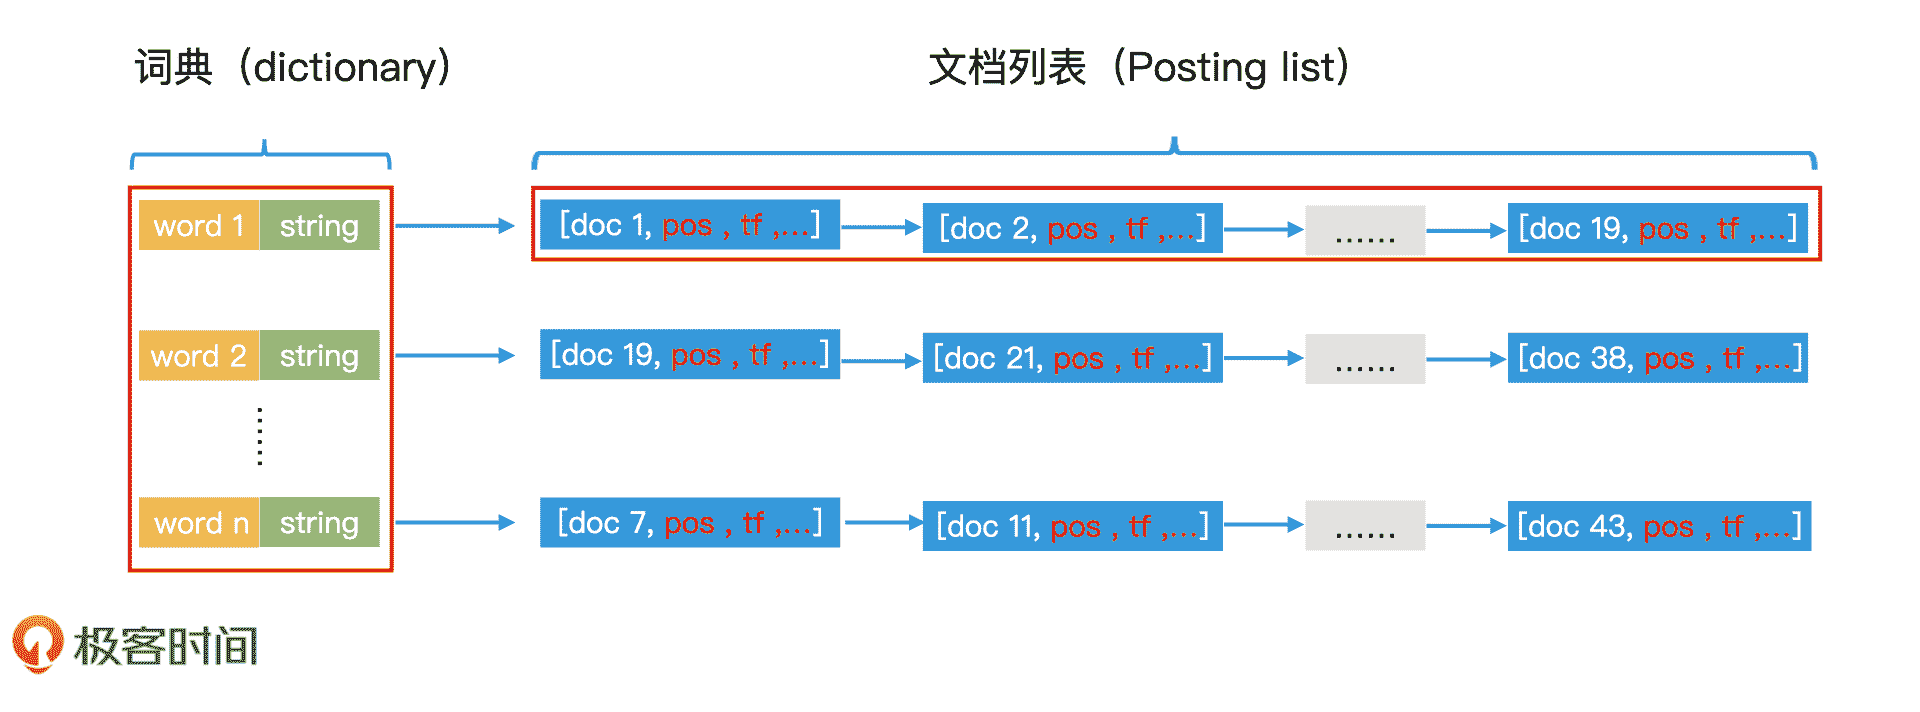 词典（dictionary） 文档列表（Posting list）
word 1 string [doc 1, pos , tf ,...] [doc 2, pos , tf ,...] ...... [doc 19, pos , tf ,...]
word 2 string [doc 19, pos , tf ,...] [doc 21, pos , tf ,...] ...... [doc 38, pos , tf ,...]
......
word n string [doc 7, pos , tf ,...] [doc 11, pos , tf ,...] ...... [doc 43, pos , tf ,...]
极客时间